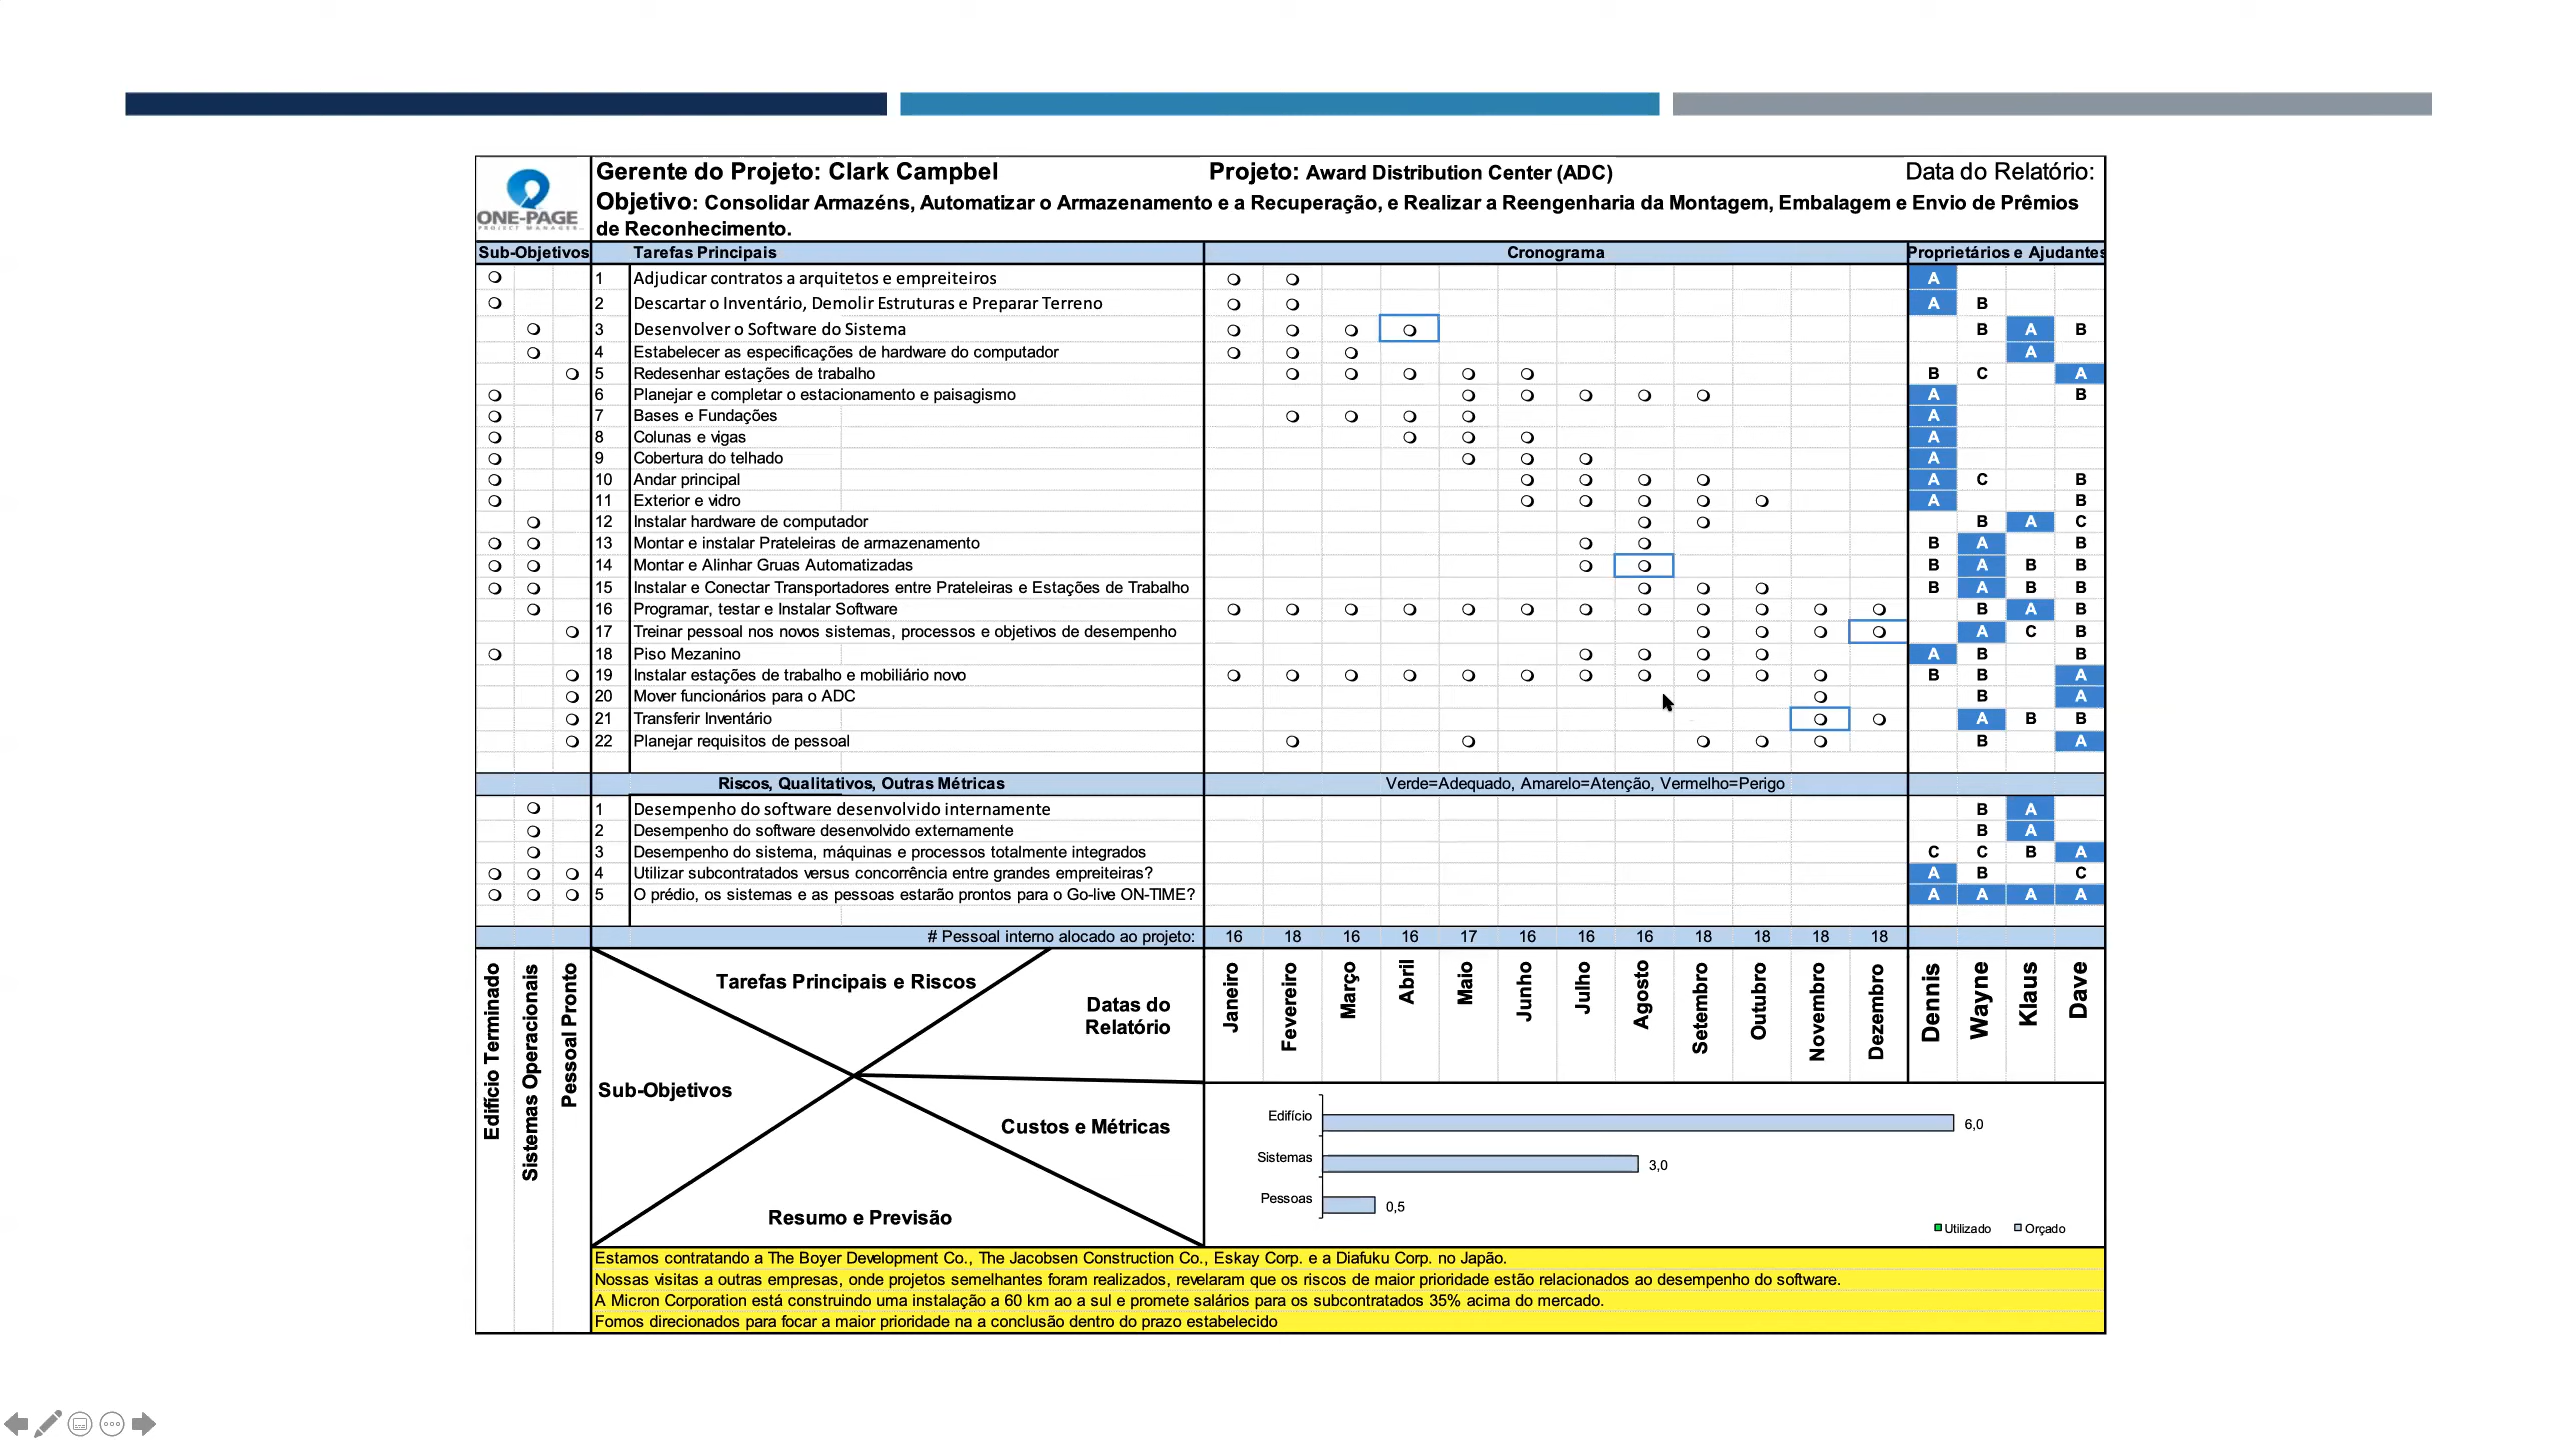 ONE-PAGE
PROJECT MANAGER
Gerente do Projeto: Clark Campbel Projeto: Award Distribution Center (ADC) Data do Relatório:
Objetivo: Consolidar Armazéns, Automatizar o Armazenamento e a Recuperação, e Realizar a Reengenharia da Montagem, Embalagem e Envio de Prêmios
de Reconhecimento.
Sub-Objetivos Tarefas Principais Cronograma Proprietários e Ajudantes
1 Adjudicar contratos a arquitetos e empreiteiros A
2 Descartar o Inventário, Demolir Estruturas e Preparar Terreno A B
3 Desenvolver o Software do Sistema B A B
4 Estabelecer as especificações de hardware do computador A
5 Redesenhar estações de trabalho B C A
6 Planejar e completar o estacionamento e paisagismo A B
7 Bases e Fundações A
8 Colunas e vigas A
9 Cobertura do telhado A
10 Andar principal A C B
11 Exterior e vidro A B
12 Instalar hardware de computador B A C
13 Montar e instalar Prateleiras de armazenamento B A B
14 Montar e Alinhar Gruas Automatizadas B A B B
15 Instalar e Conectar Transportadores entre Prateleiras e Estações de Trabalho B A B B
16 Programar, testar e Instalar Software B A B
17 Treinar pessoal nos novos sistemas, processos e objetivos de desempenho A C B
18 Piso Mezanino A B B
19 Instalar estações de trabalho e mobiliário novo B B A
20 Mover funcionários para o ADC B A
21 Transferir Inventário A B B
22 Planejar requisitos de pessoal B A
Riscos, Qualitativos, Outras Métricas Verde=Adequado, Amarelo=Atenção, Vermelho=Perigo
1 Desempenho do software desenvolvido internamente B A
2 Desempenho do software desenvolvido externamente B A
3 Desempenho do sistema, máquinas e processos totalmente integrados C C B A
4 Utilizar subcontratados versus concorrência entre grandes empreiteiras? A B C
5 O prédio, os sistemas e as pessoas estarão prontos para o Go-live ON-TIME? A A A A
# Pessoal interno alocado ao projeto: 16 18 16 16 17 16 16 16 18 18 18 18
Edifício Terminado
Sistemas Operacionais
Pessoal Pronto
Tarefas Principais e Riscos
Datas do
Relatório
Sub-Objetivos
Custos e Métricas
Resumo e Previsão
Janeiro
Fevereiro
Março
Abril
Maio
Junho
Julho
Agosto
Setembro
Outubro
Novembro
Dezembro
Dennis
Wayne
Klaus
Dave
Edifício 6,0
Sistemas 3,0
Pessoas 0,5
Utilizado Orçado
Estamos contratando a The Boyer Development Co., The Jacobsen Construction Co., Eskay Corp. e a Diafuku Corp. no Japão.
Nossas visitas a outras empresas, onde projetos semelhantes foram realizados, revelaram que os riscos de maior prioridade estão relacionados ao desempenho do software.
A Micron Corporation está construindo uma instalação a 60 km ao a sul e promete salários para os subcontratados 35% acima do mercado.
Fomos direcionados para focar a maior prioridade na a conclusão dentro do prazo estabelecido